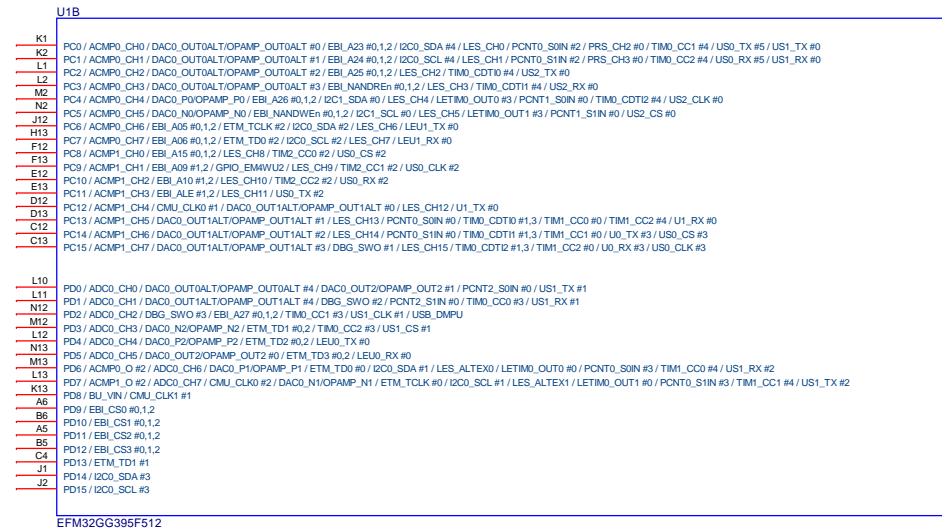 U1B
K1 PC0 / ACMP0_CH0 / DAC0_OUT0ALT/OPAMP_OUT0ALT #0 / EBI_A23 #0,1,2 / I2C0_SDA #4 / LES_CH0 / PCNT0_S0IN #2 / PRS_CH2 #0 / TIM0_CC1 #4 / US0_TX #5 / US1_TX #0
K2 PC1 / ACMP0_CH1 / DAC0_OUT0ALT/OPAMP_OUT0ALT #1 / EBI_A24 #0,1,2 / I2C0_SCL #4 / LES_CH1 / PCNT0_S1IN #2 / PRS_CH3 #0 / TIM0_CC2 #4 / US0_RX #5 / US1_RX #0
L1 PC2 / ACMP0_CH2 / DAC0_OUT0ALT/OPAMP_OUT0ALT #2 / EBI_A25 #0,1,2 / LES_CH2 / TIM0_CDTI0 #4 / US2_TX #0
L2 PC3 / ACMP0_CH3 / DAC0_OUT0ALT/OPAMP_OUT0ALT #3 / EBI_NANDREn #0,1,2 / LES_CH3 / TIM0_CDTI1 #4 / US2_RX #0
M2 PC4 / ACMP0_CH4 / DAC0_P0/OPAMP_P0 / EBI_A26 #0,1,2 / I2C1_SDA #0 / LES_CH4 / LETIM0_OUT0 #3 / PCNT1_S0IN #0 / TIM0_CDTI2 #4 / US2_CLK #0
N2 PC5 / ACMP0_CH5 / DAC0_N0/OPAMP_N0 / EBI_NANDWEn #0,1,2 / I2C1_SCL #0 / LES_CH5 / LETIM0_OUT1 #3 / PCNT1_S1IN #0 / US2_CS #0
J12 PC6 / ACMP0_CH6 / EBI_A05 #0,1,2 / ETM_TCLK #2 / I2C0_SDA #2 / LES_CH6 / LEU1_TX #0
H13 PC7 / ACMP0_CH7 / EBI_A06 #0,1,2 / ETM_TD0 #2 / I2C0_SCL #2 / LES_CH7 / LEU1_RX #0
F12 PC8 / ACMP1_CH0 / EBI_A15 #0,1,2 / LES_CH8 / TIM2_CC0 #2 / US0_CS #2
F13 PC9 / ACMP1_CH1 / EBI_A09 #1,2 / GPIO_EM4WU2 / LES_CH9 / TIM2_CC1 #2 / US0_CLK #2
E12 PC10 / ACMP1_CH2 / EBI_A10 #1,2 / LES_CH10 / TIM2_CC2 #2 / US0_RX #2
E13 PC11 / ACMP1_CH3 / EBI_ALE #1,2 / LES_CH11 / US0_TX #2
D12 PC12 / ACMP1_CH4 / CMU_CLK0 #1 / DAC0_OUT1ALT/OPAMP_OUT1ALT #0 / LES_CH12 / U1_TX #0
D13 PC13 / ACMP1_CH5 / DAC0_OUT1ALT/OPAMP_OUT1ALT #1 / LES_CH13 / PCNT0_S0IN #0 / TIM0_CDTI0 #1,3 / TIM1_CC0 #0 / TIM1_CC2 #4 / U1_RX #0
C12 PC14 / ACMP1_CH6 / DAC0_OUT1ALT/OPAMP_OUT1ALT #2 / LES_CH14 / PCNT0_S1IN #0 / TIM0_CDTI1 #1,3 / TIM1_CC1 #0 / U0_TX #3 / US0_CS #3
C13 PC15 / ACMP1_CH7 / DAC0_OUT1ALT/OPAMP_OUT1ALT #3 / DBG_SWO #1 / LES_CH15 / TIM0_CDTI2 #1,3 / TIM1_CC2 #0 / U0_RX #3 / US0_CLK #3
L10 PD0 / ADC0_CH0 / DAC0_OUT0ALT/OPAMP_OUT0ALT #4 / DAC0_OUT2/OPAMP_OUT2 #1 / PCNT2_S0IN #0 / US1_TX #1
L11 PD1 / ADC0_CH1 / DAC0_OUT1ALT/OPAMP_OUT1ALT #4 / DBG_SWO #2 / PCNT2_S1IN #0 / TIM0_CC0 #3 / US1_RX #1
N12 PD2 / ADC0_CH2 / DBG_SWO #3 / EBI_A27 #0,1,2 / TIM0_CC1 #3 / US1_CLK #1 / USB_DMPU
M12 PD3 / ADC0_CH3 / DAC0_N2/OPAMP_N2 / ETM_TD1 #0,2 / TIM0_CC2 #3 / US1_CS #1
L12 PD4 / ADC0_CH4 / DAC0_P2/OPAMP_P2 / ETM_TD2 #0,2 / LEU0_TX #0
N13 PD5 / ADC0_CH5 / DAC0_OUT2/OPAMP_OUT2 #0 / ETM_TD3 #0,2 / LEU0_RX #0
M13 PD6 / ACMP0_O #2 / ADC0_CH6 / DAC0_P1/OPAMP_P1 / ETM_TD0 #0 / I2C0_SDA #1 / LES_ALTEX0 / LETIM0_OUT0 #0 / PCNT0_S0IN #3 / TIM1_CC0 #4 / US1_RX #2
L13 PD7 / ACMP1_O #2 / ADC0_CH7 / CMU_CLK0 #2 / DAC0_N1/OPAMP_N1 / ETM_TCLK #0 / I2C0_SCL #1 / LES_ALTEX1 / LETIM0_OUT1 #0 / PCNT0_S1IN #3 / TIM1_CC1 #4 / US1_TX #2
K13 PD8 / BU_VIN / CMU_CLK1 #1
A6 PD9 / EBI_CS0 #0,1,2
B6 PD10 / EBI_CS1 #0,1,2
A5 PD11 / EBI_CS2 #0,1,2
B5 PD12 / EBI_CS3 #0,1,2
C4 PD13 / ETM_TD1 #1
J1 PD14 / I2C0_SDA #3
J2 PD15 / I2C0_SCL #3
EFM32GG395F512